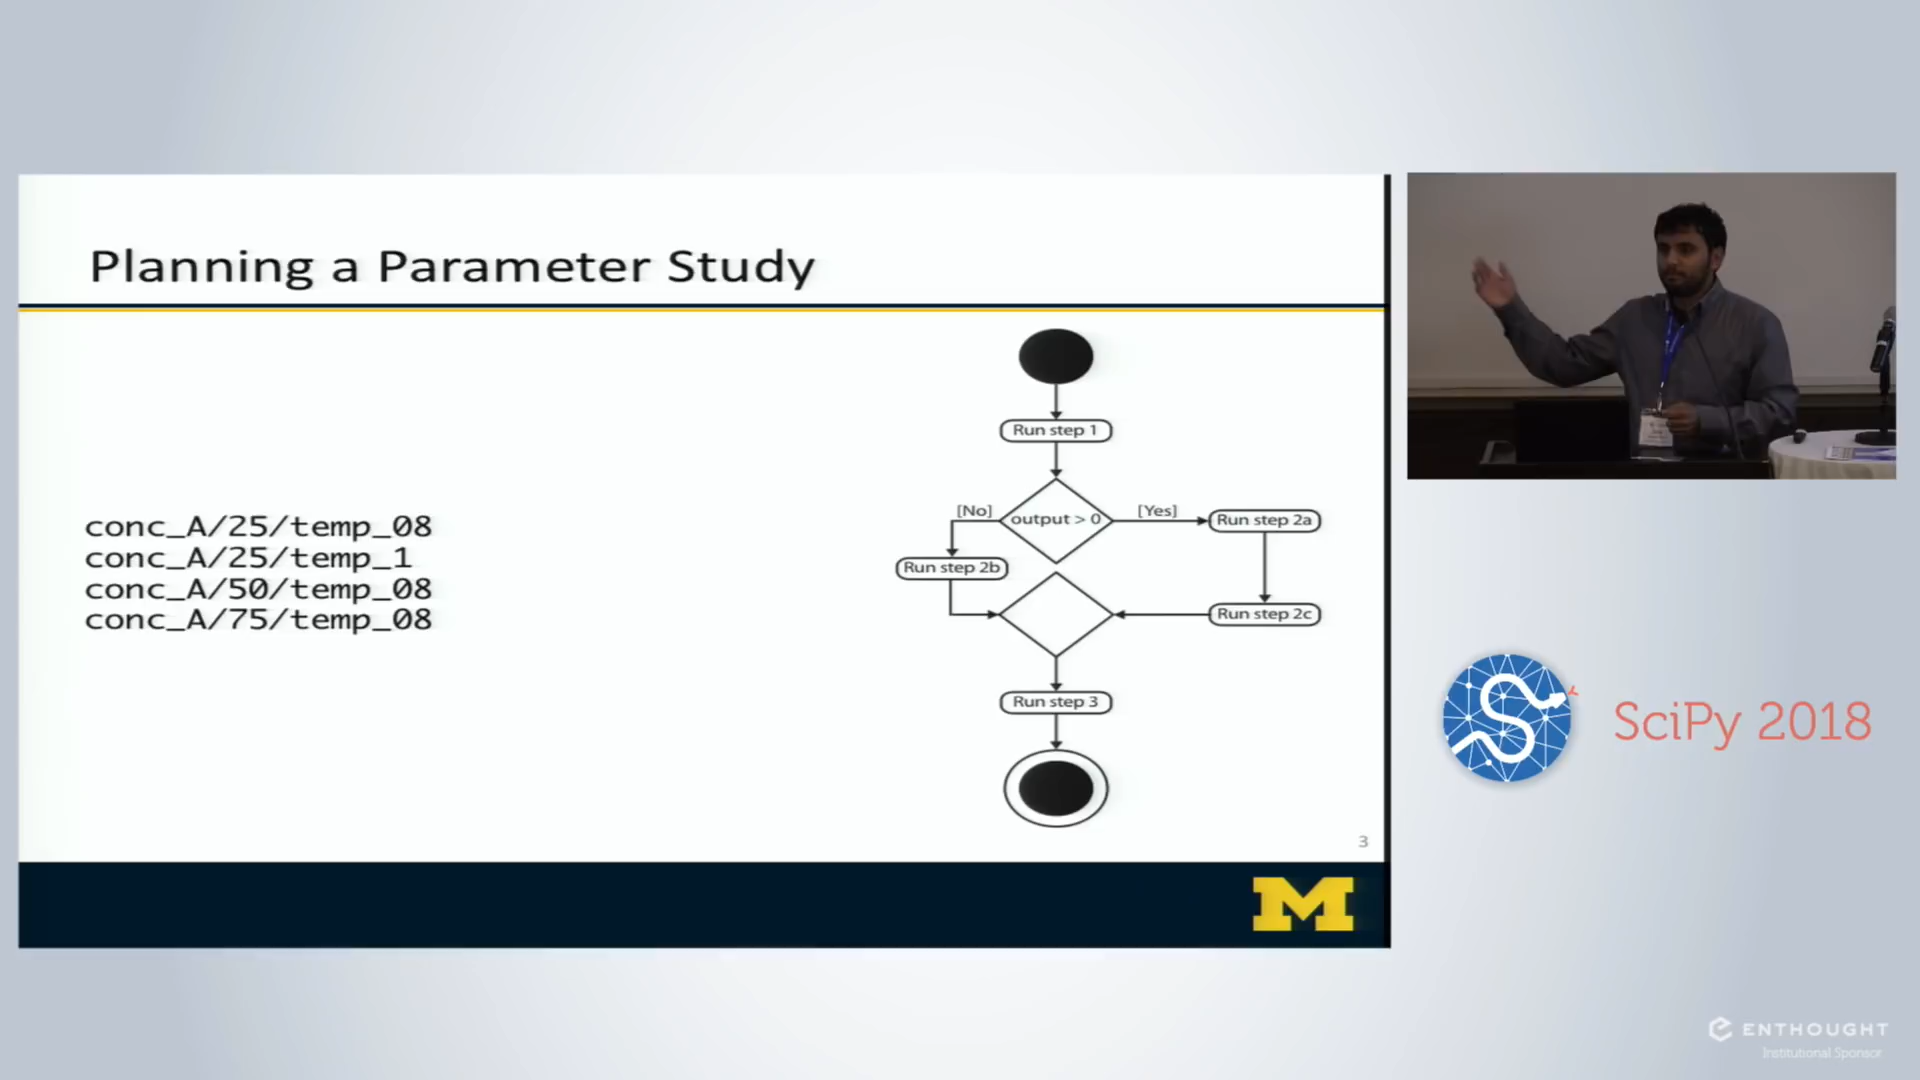 Planning a Parameter Study
conc_A/25/temp_08
conc_A/25/temp_1
conc_A/50/temp_08
conc_A/75/temp_08
Run step 1
output > 0
[No]
[Yes]
Run step 2a
Run step 2b
Run step 2c
Run step 3
3
M
SciPy 2018
ENTHOUGHT
Institutional Sponsor